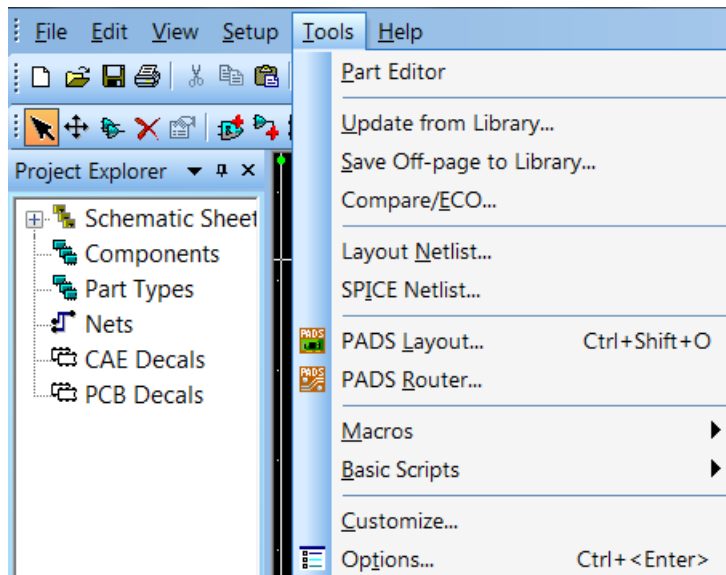 File Edit View Setup Tools Help
Part Editor
Update from Library...
Save Off-page to Library...
Compare/ECO...
Layout Netlist...
SPICE Netlist...
PADS PADS Layout... Ctrl+Shift+O
PADS PADS Router...
Macros
Basic Scripts
Customize...
Options... Ctrl+<Enter>
Project Explorer
Schematic Sheet
Components
Part Types
Nets
CAE Decals
PCB Decals